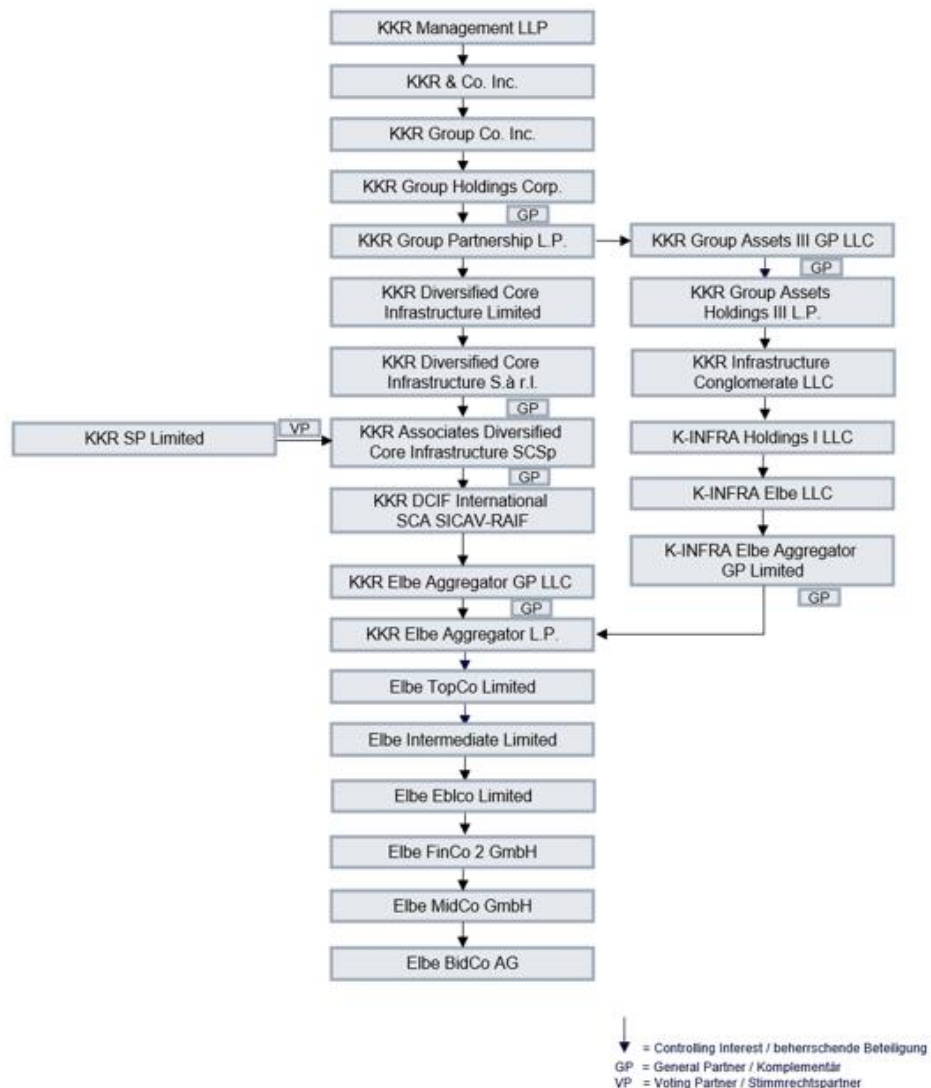 KKR Management LLP
KKR & Co. Inc.
KKR Group Co. Inc.
KKR Group Holdings Corp.
GP
KKR Group Partnership L.P.
KKR Group Assets III GP LLC
GP
KKR Diversified Core
Infrastructure Limited
KKR Group Assets
Holdings III L.P.
KKR Diversified Core
Infrastructure S.à r.l.
KKR Infrastructure
Conglomerate LLC
GP
KKR SP Limited
VP
KKR Associates Diversified
Core Infrastructure SCSp
K-INFRA Holdings I LLC
GP
KKR DCIF International
SCA SICAV-RAIF
K-INFRA Elbe LLC
K-INFRA Elbe Aggregator
GP Limited
GP
KKR Elbe Aggregator GP LLC
GP
KKR Elbe Aggregator L.P.
Elbe TopCo Limited
Elbe Intermediate Limited
Elbe Eblco Limited
Elbe FinCo 2 GmbH
Elbe MidCo GmbH
Elbe BidCo AG
= Controlling Interest / beherrschende Beteiligung
GP = General Partner / Komplementär
VP = Voting Partner / Stimmrechtspartner